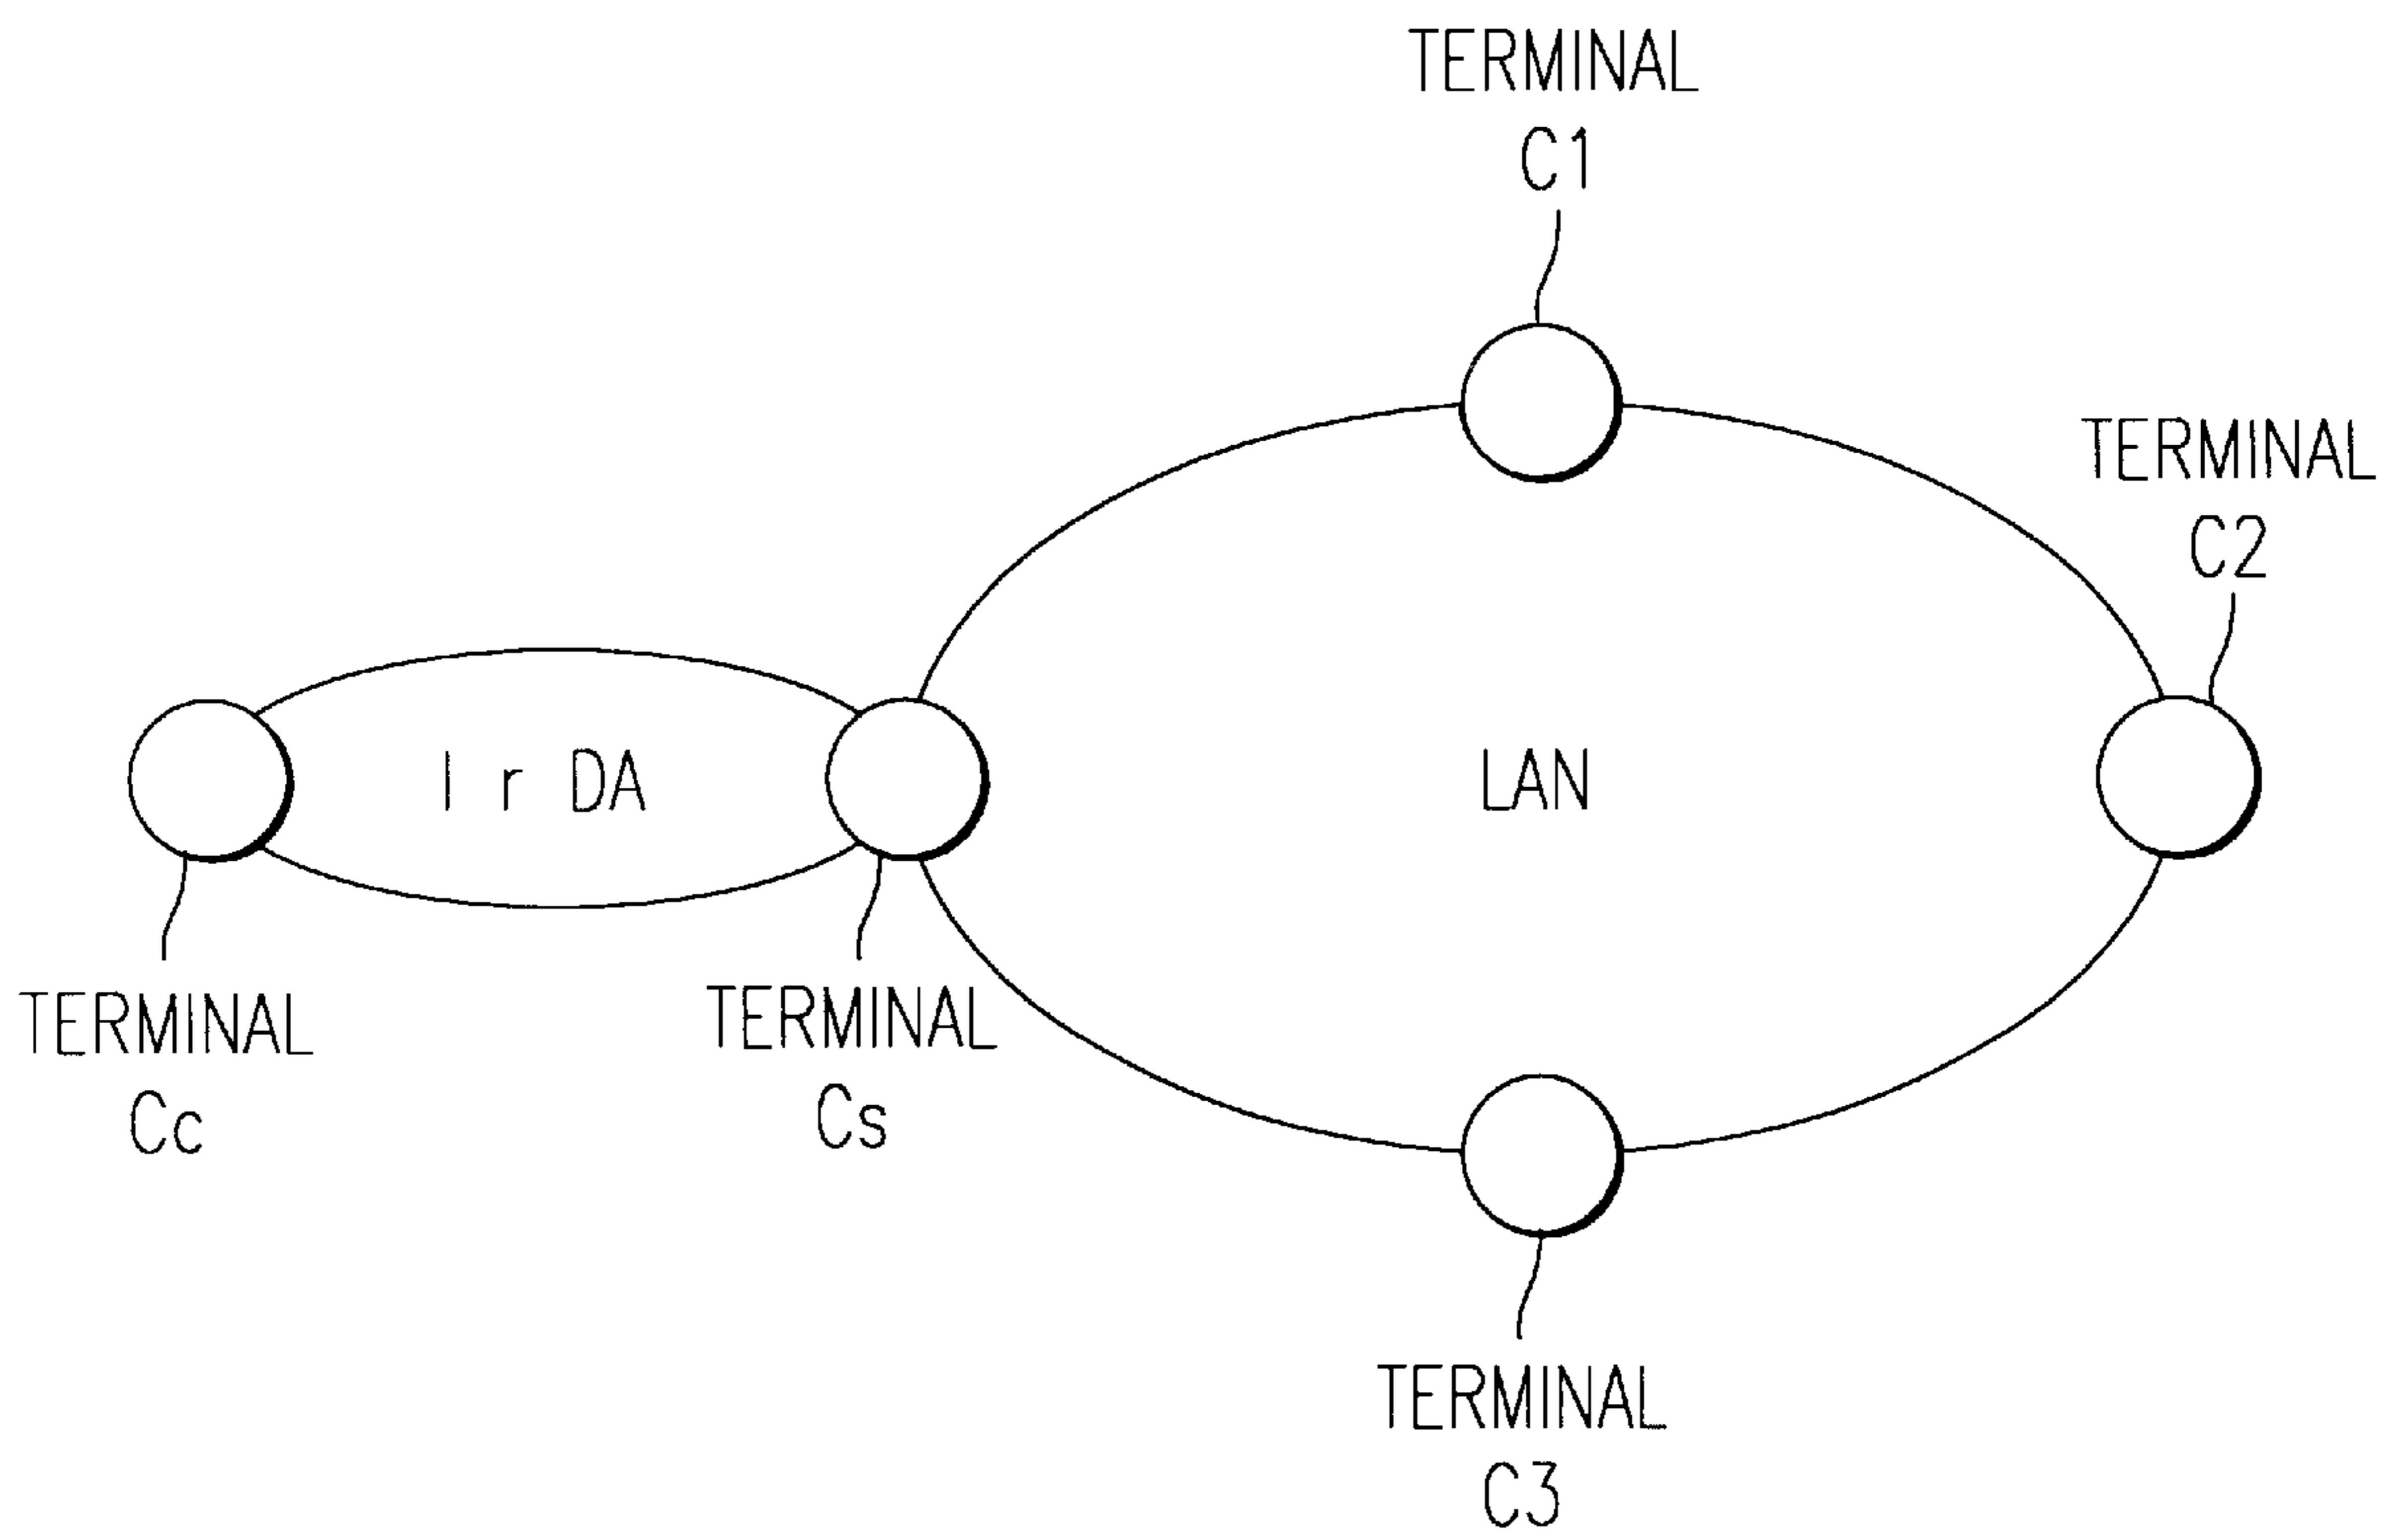 TERMINAL
C1
TERMINAL
C2
I r DA
LAN
TERMINAL
Cc
TERMINAL
Cs
TERMINAL
C3